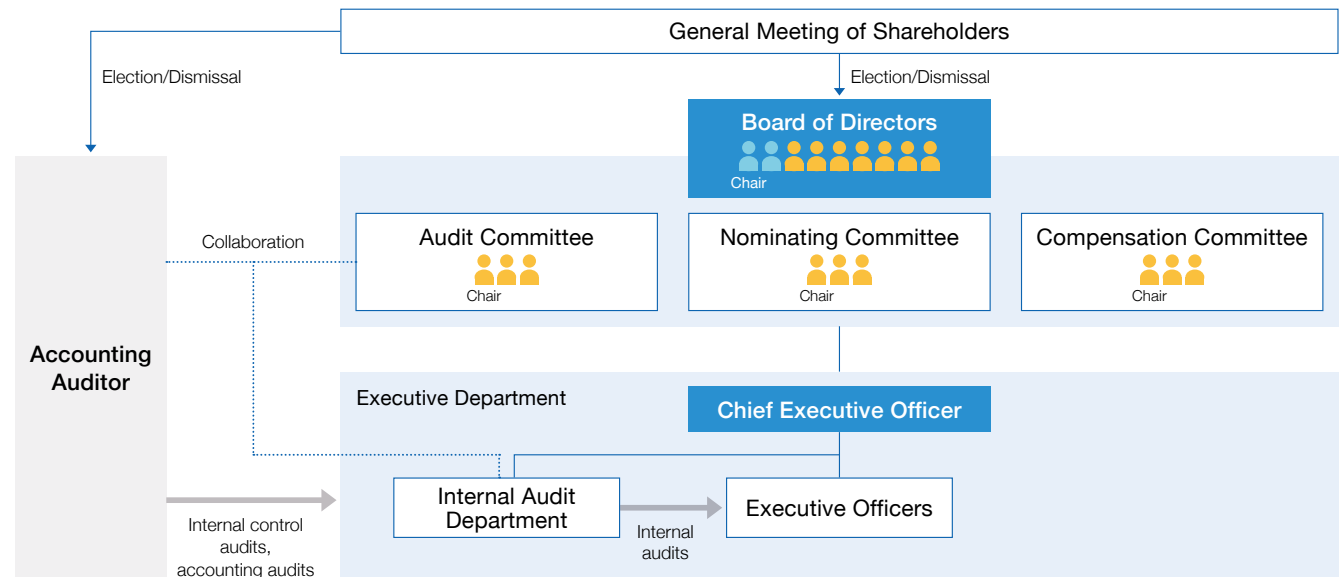 General Meeting of Shareholders
Election/Dismissal
Election/Dismissal
Board of Directors
Chair
Collaboration
Audit Committee
Chair
Nominating Committee
Chair
Compensation Committee
Chair
Accounting
Auditor
Executive Department
Chief Executive Officer
Internal Audit
Department
Executive Officers
Internal control
audits,
accounting audits
Internal
audits